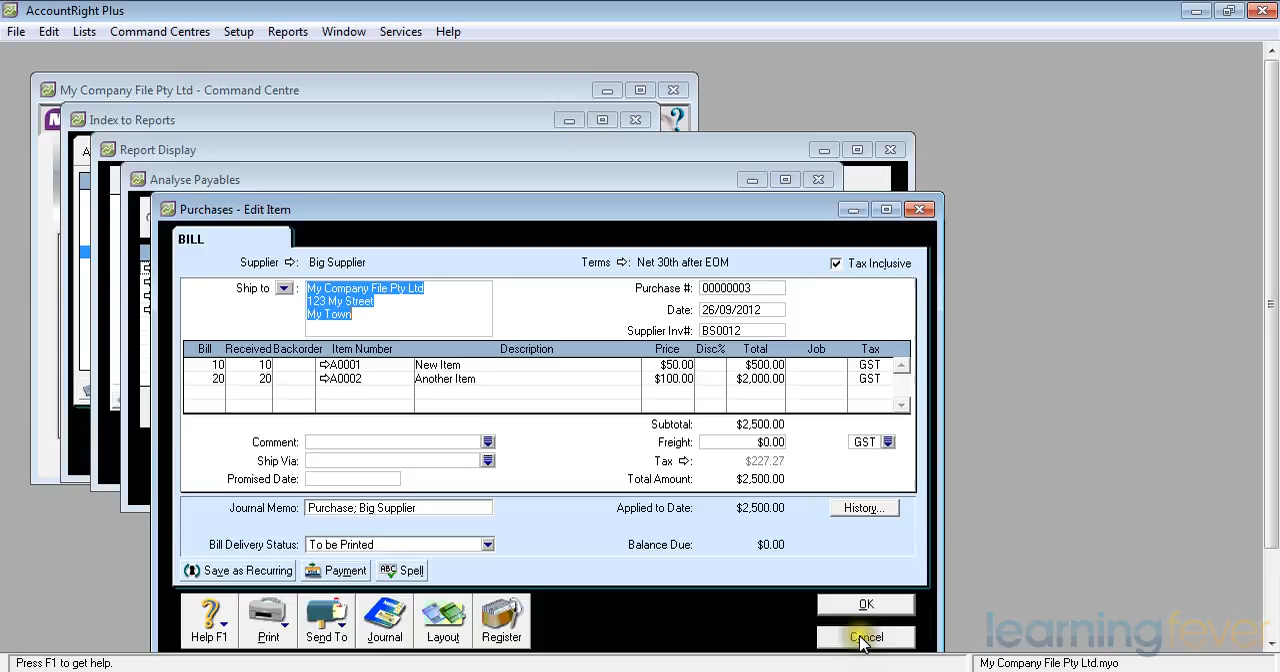 AccountRight Plus
File Edit Lists Command Centres Setup Reports Window Services Help
My Company File Pty Ltd - Command Centre
Index to Reports
Report Display
Analyse Payables
Purchases - Edit Item
BILL
Supplier : Big Supplier Terms : Net 30th after EOM Tax Inclusive
Ship to : My Company File Pty Ltd Purchase #: 00000003
123 My Street
My Town
Date: 26/09/2012
Supplier Inv#: BS0012
Bill Received Backorder Item Number Description Price Disc% Total Job Tax
10 10 A0001 New Item $50.00 $500.00 GST
20 20 A0002 Another Item $100.00 $2,000.00 GST
Subtotal: $2,500.00
Comment: Freight: $0.00 GST
Ship Via: Tax : $227.27
Promised Date: Total Amount: $2,500.00
Journal Memo: Purchase; Big Supplier Applied to Date: $2,500.00 History...
Bill Delivery Status: To be Printed Balance Due: $0.00
Save as Recurring Payment ABC Spell
OK
Help F1 Print Send To Journal Layout Register
Cancel
learningfever
Press F1 to get help. My Company File Pty Ltd.myo